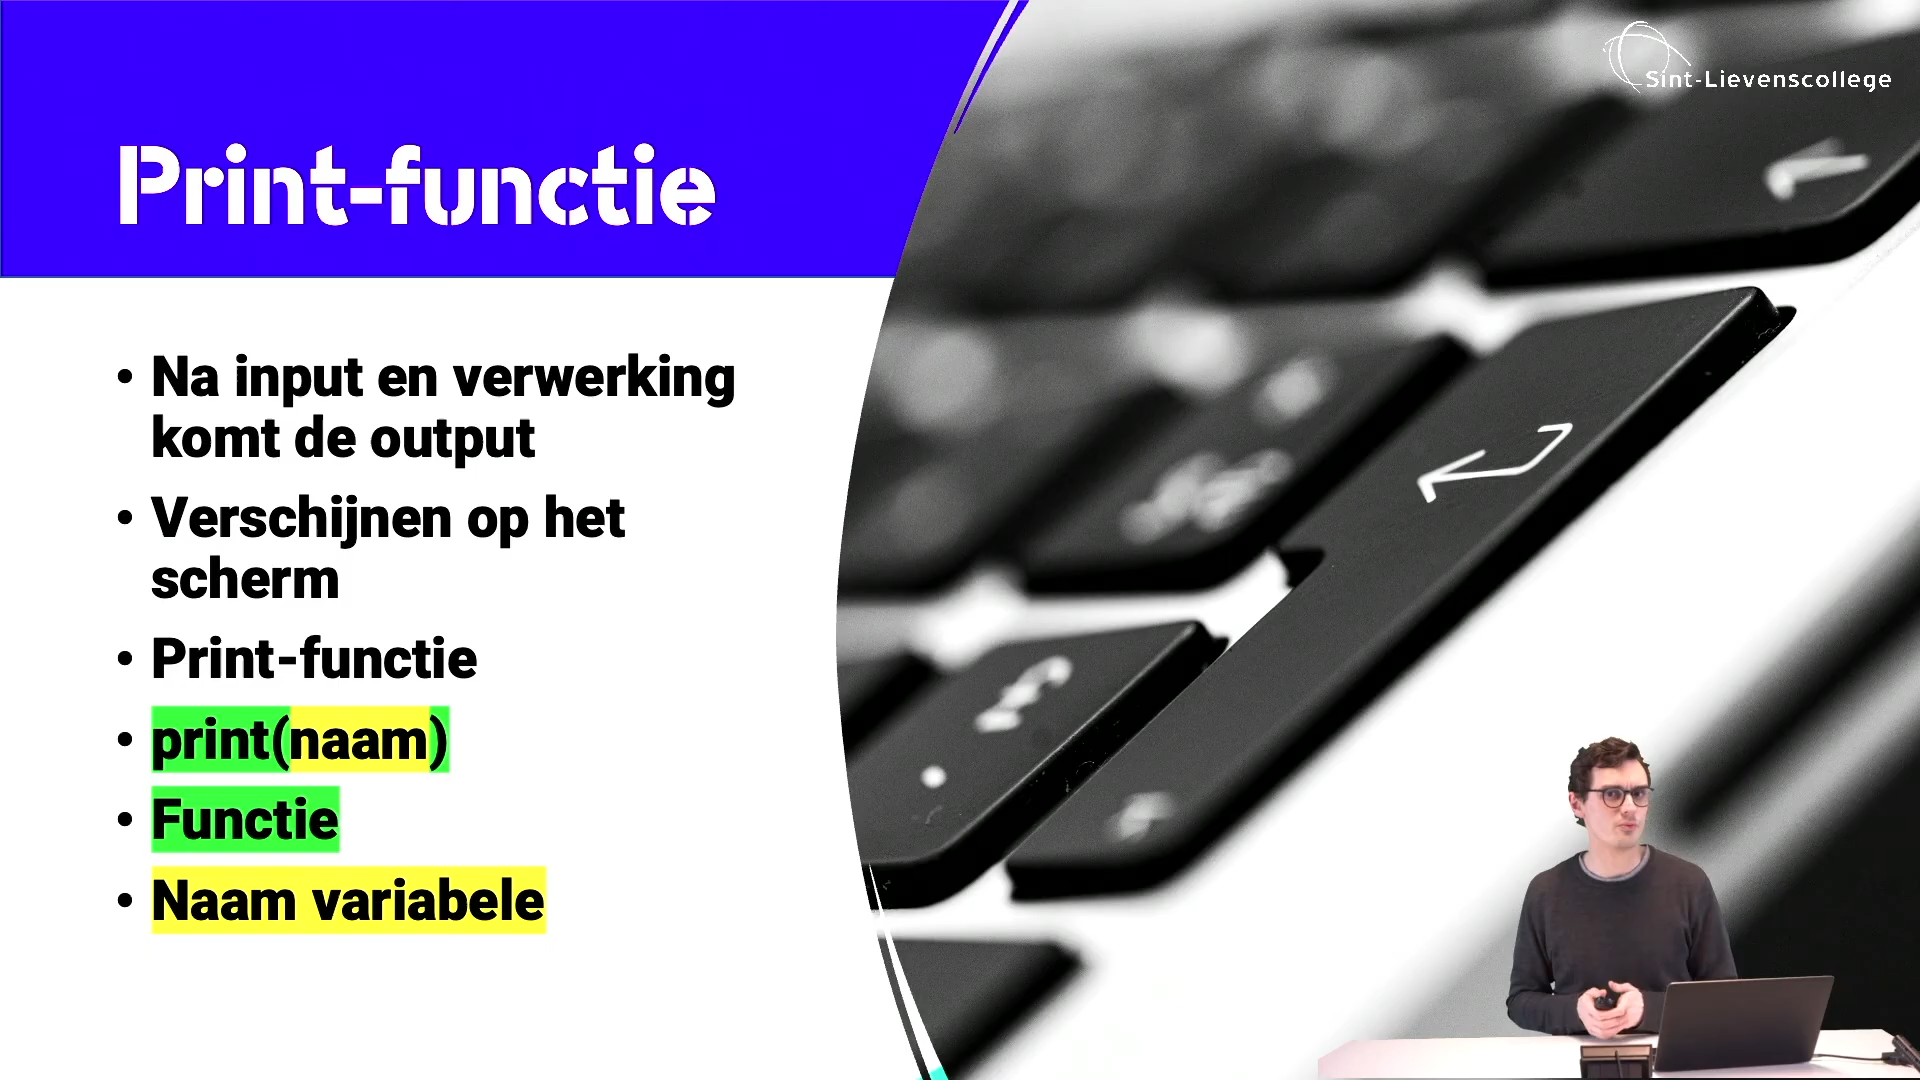 Sint-Lievenscollege
Print-functie
• Na input en verwerking
komt de output
• Verschijnen op het
scherm
• Print-functie
• print(naam)
• Functie
• Naam variabele